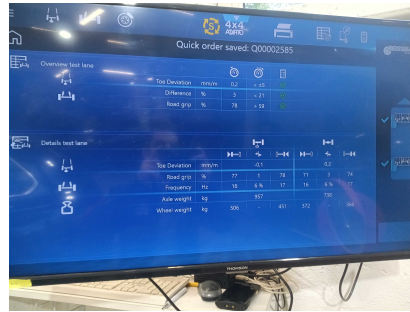 4x4
Quick order saved: Q00002585
Overview test lane
Toe Deviation mm/m 0,2 < ±5
Difference % 5 < 21
Road grip % 78 > 59
Details test lane
Toe Deviation mm/m -0,1 0,2
Road grip % 77 1 78 71 3 74
Frequency Hz 18 6 % 17 16 6 % 17
Axle weight kg 957
Wheel weight kg 506 - 451 372
THOMSON